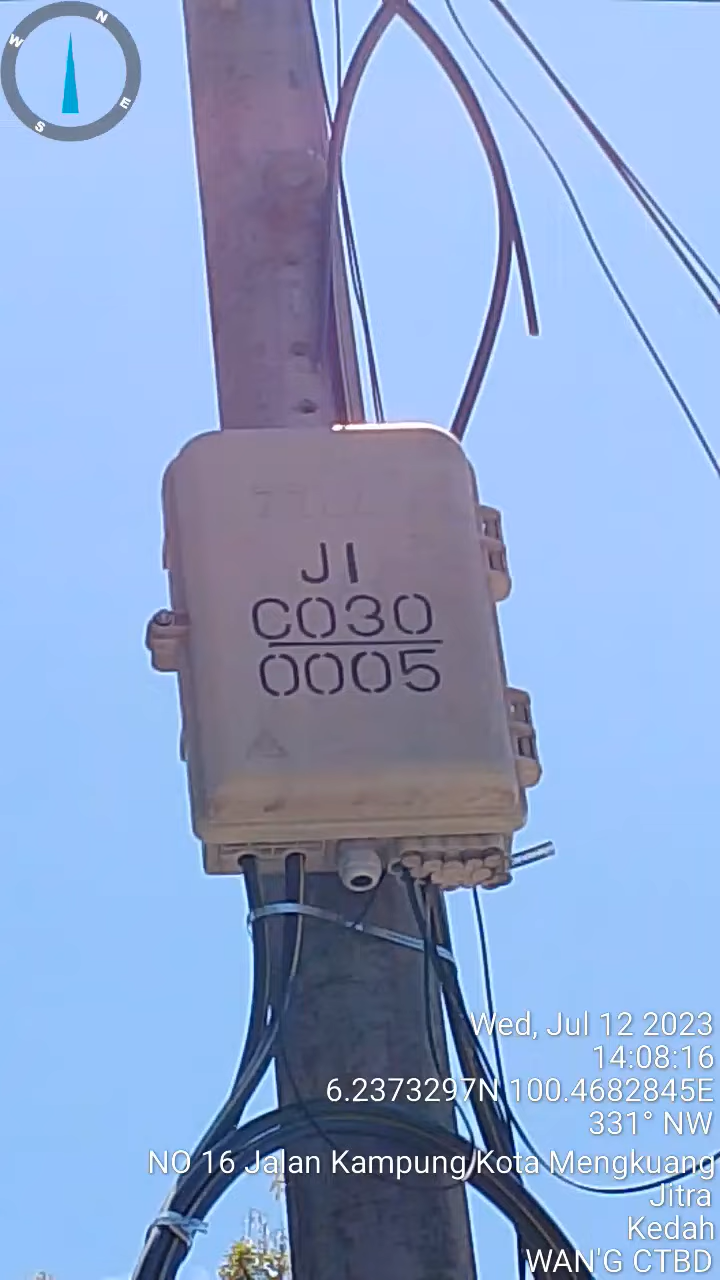 N
W
E
S
JI
C030
0005
Wed, Jul 12 2023
14:08:16
6.2373297N 100.4682845E
331° NW
NO 16 Jalan Kampung Kota Mengkuang
Jitra
Kedah
WAN'G CTBD